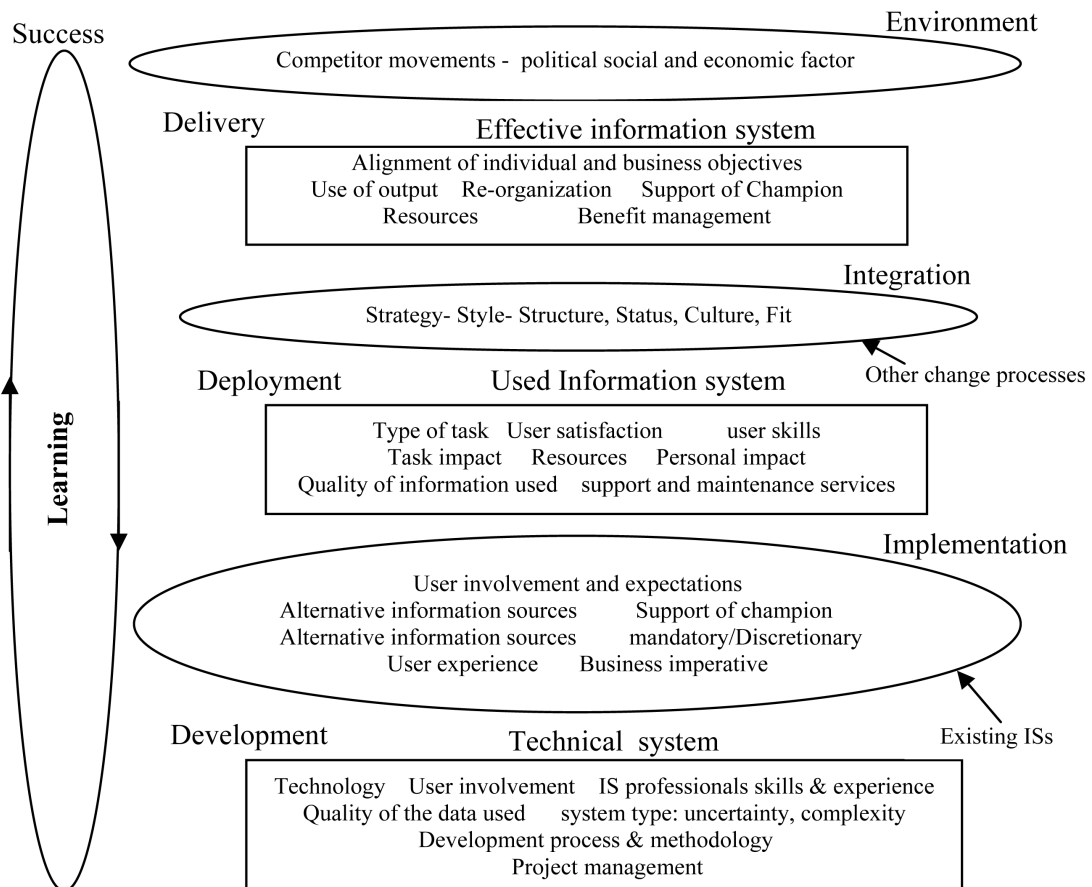 Success
Environment
Competitor movements - political social and economic factor
Delivery
Effective information system
Alignment of individual and business objectives
Use of output Re-organization Support of Champion
Resources Benefit management
Integration
Strategy- Style- Structure, Status, Culture, Fit
Other change processes
Deployment
Used Information system
Type of task User satisfaction user skills
Task impact Resources Personal impact
Quality of information used support and maintenance services
Learning
Implementation
User involvement and expectations
Alternative information sources Support of champion
Alternative information sources mandatory/Discretionary
User experience Business imperative
Existing ISs
Development
Technical system
Technology User involvement IS professionals skills & experience
Quality of the data used system type: uncertainty, complexity
Development process & methodology
Project management